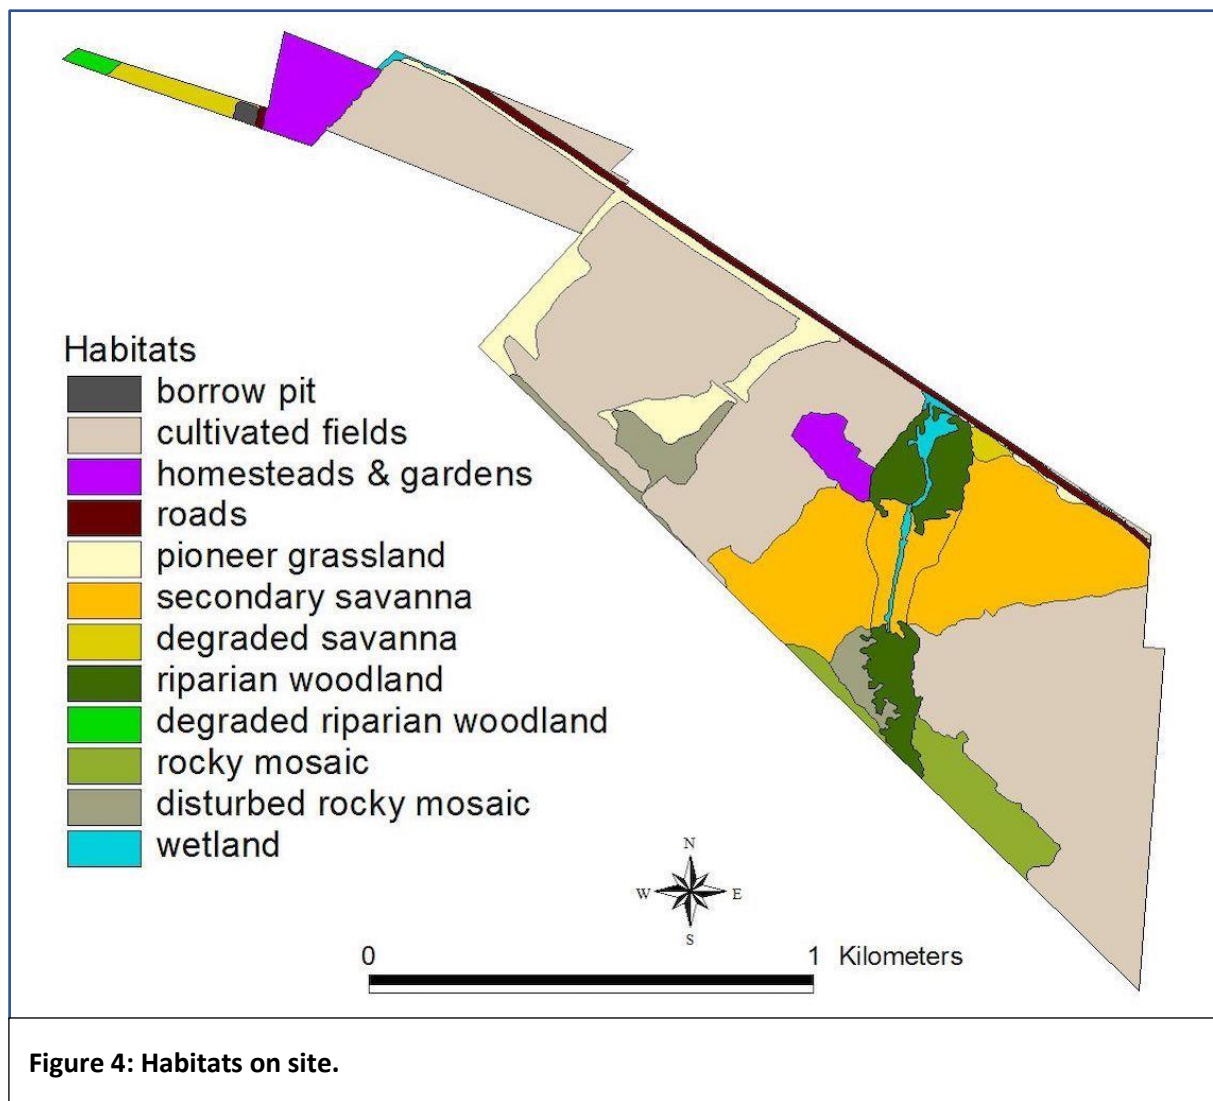 Habitats
borrow pit
cultivated fields
homesteads & gardens
roads
pioneer grassland
secondary savanna
degraded savanna
riparian woodland
degraded riparian woodland
rocky mosaic
disturbed rocky mosaic
wetland
N
W E
S
0 1 Kilometers
Figure 4: Habitats on site.